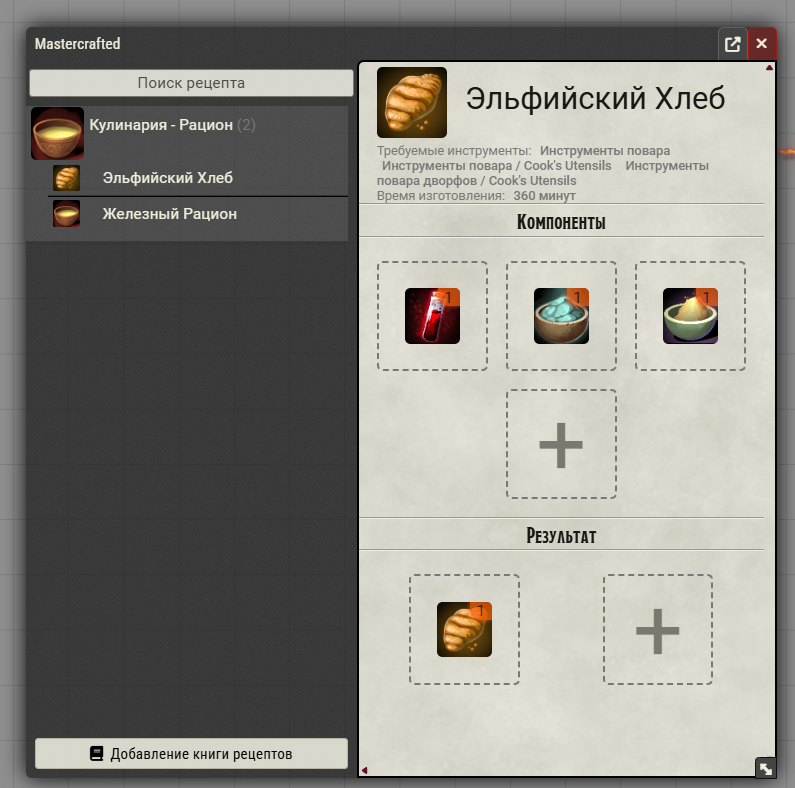 Mastercrafted
Поиск рецепта
Кулинария - Рацион (2)
Эльфийский Хлеб
Железный Рацион
Добавление книги рецептов
Эльфийский Хлеб
Требуемые инструменты: Инструменты повара
Инструменты повара / Cook's Utensils Инструменты
повара дворфов / Cook's Utensils
Время изготовления: 360 минут
Компоненты
1 1 1
Результат
1